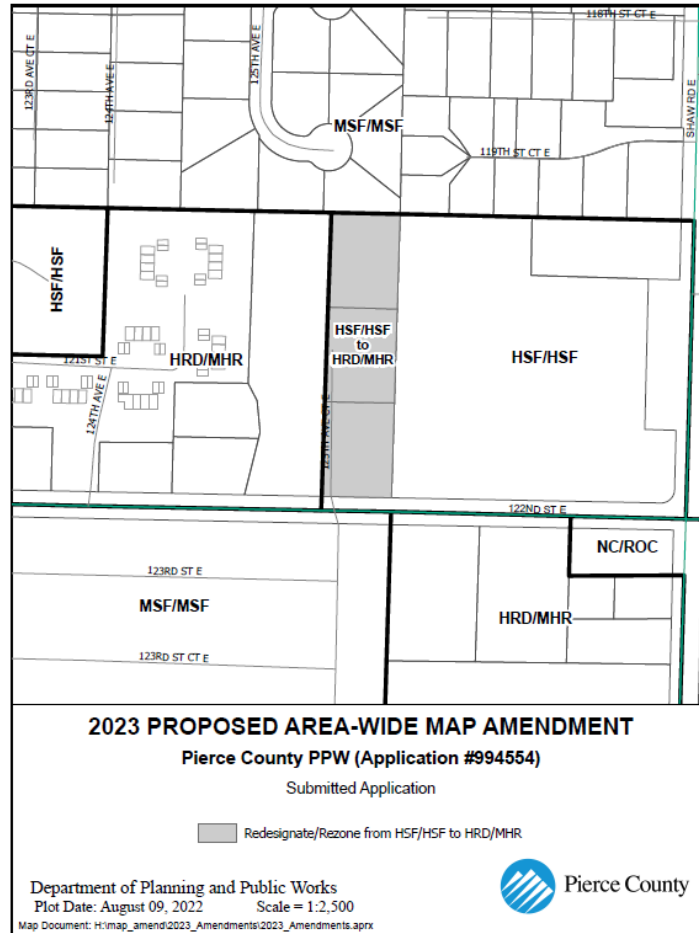 118TH ST CT E
123RD AVE CT E
124TH AVE E
125TH AVE E
SHAW RD E
MSF/MSF
119TH ST CT E
HSF/HSF
HSF/HSF
to
HRD/MHR
HRD/MHR
HSF/HSF
121ST ST E
124TH AVE E
125TH AVE CT E
122ND ST E
NC/ROC
123RD ST E
MSF/MSF
HRD/MHR
123RD ST CT E
2023 PROPOSED AREA-WIDE MAP AMENDMENT
Pierce County PPW (Application #994554)
Submitted Application
Redesignate/Rezone from HSF/HSF to HRD/MHR
Department of Planning and Public Works
Plot Date: August 09, 2022 Scale = 1:2,500
Map Document: H:\map_amend\2023_Amendments\2023_Amendments.aprx
Pierce County